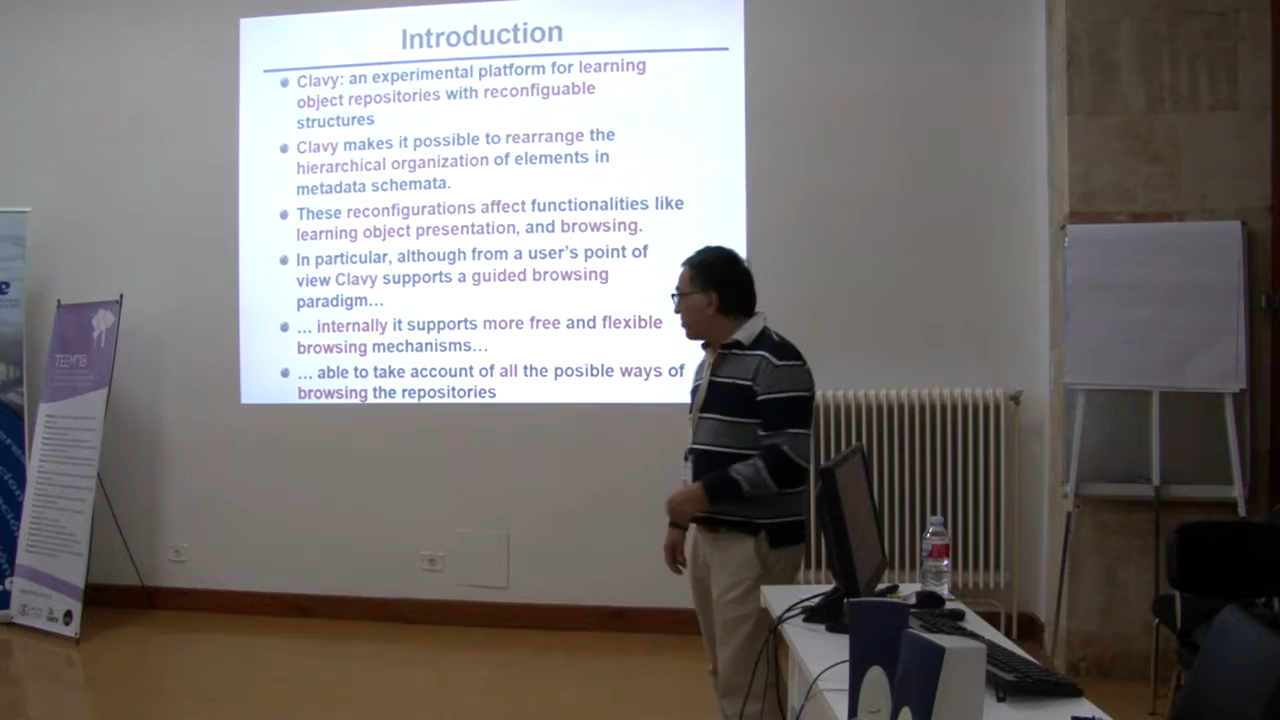 Introduction
Clavy: an experimental platform for learning
object repositories with reconfiguable
structures
Clavy makes it possible to rearrange the
hierarchical organization of elements in
metadata schemata.
These reconfigurations affect functionalities like
learning object presentation, and browsing.
In particular, although from a user's point of
view Clavy supports a guided browsing
paradigm...
... internally it supports more free and flexible
browsing mechanisms...
... able to take account of all the posible ways of
browsing the repositories
TEEM'18